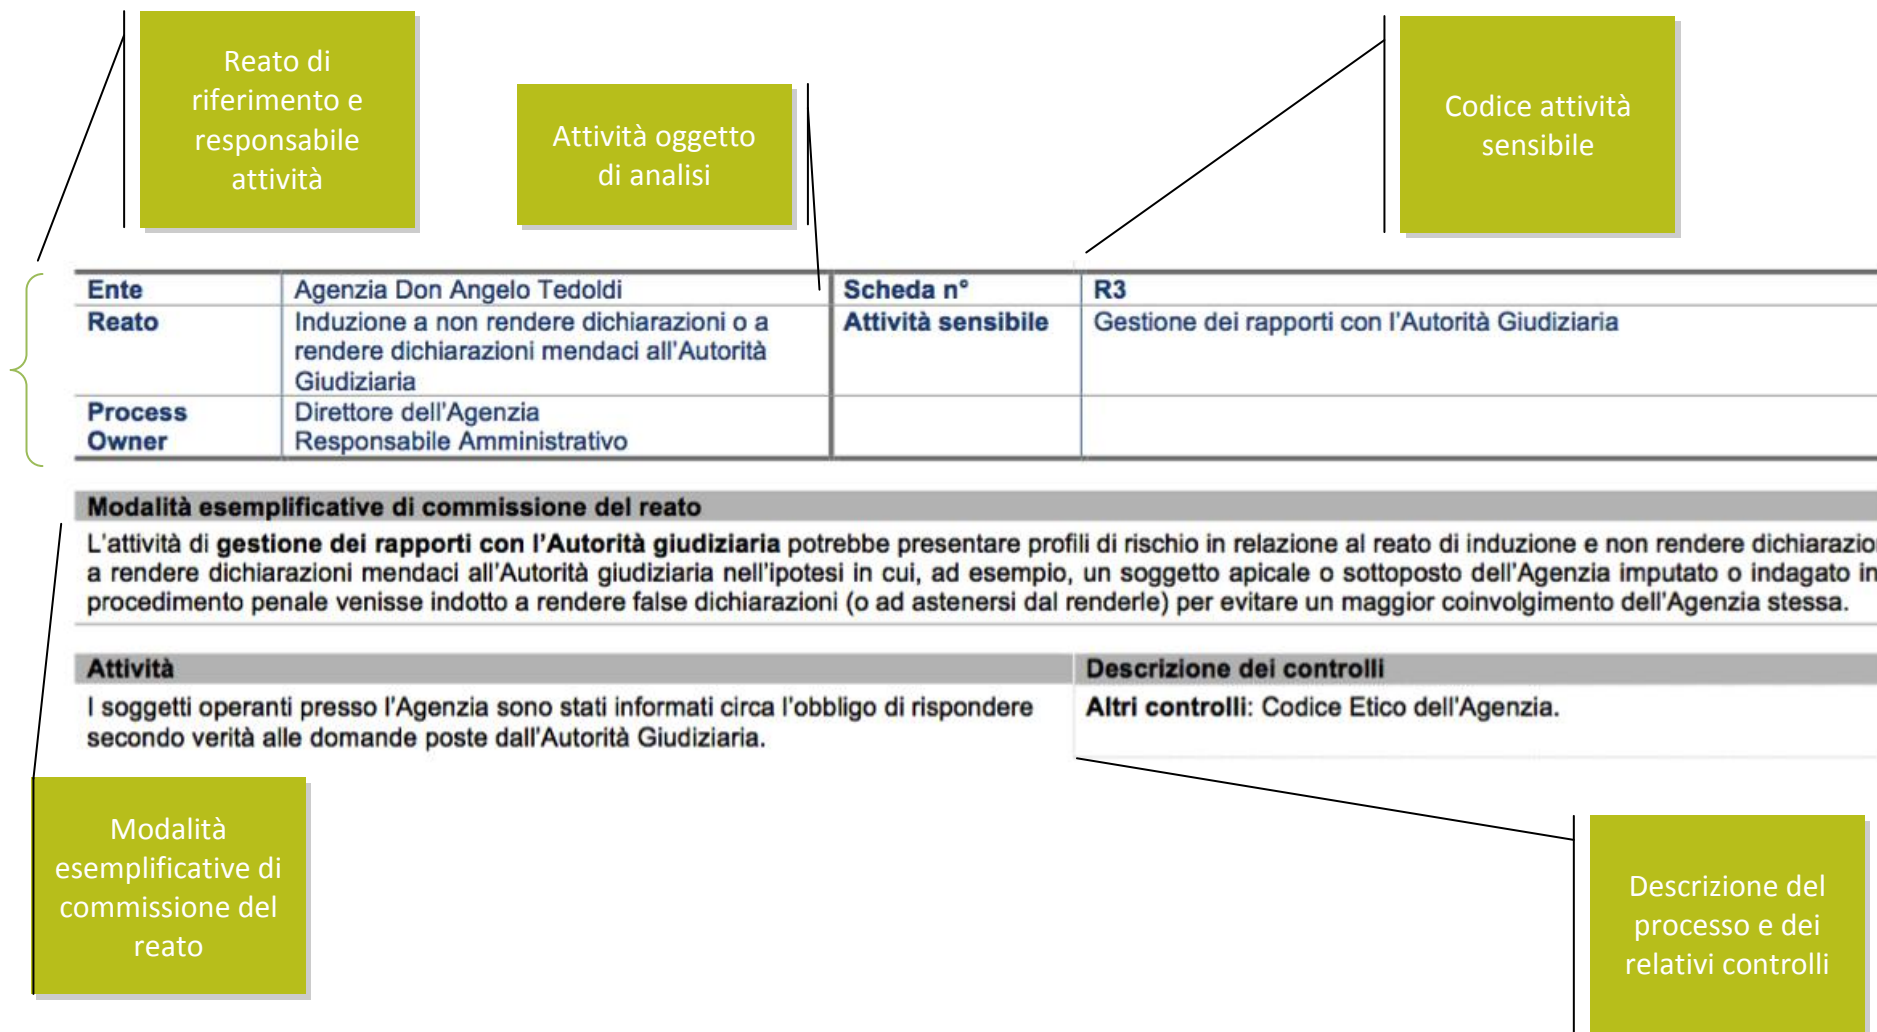 Reato di
riferimento e
responsabile
attività
Attività oggetto
di analisi
Codice attività
sensibile
Ente Agenzia Don Angelo Tedoldi Scheda n° R3
Reato Induzione a non rendere dichiarazioni o a Attività sensibile Gestione dei rapporti con l'Autorità Giudiziaria
rendere dichiarazioni mendaci all'Autorità
Giudiziaria
Process Direttore dell'Agenzia
Owner Responsabile Amministrativo
Modalità esemplificative di commissione del reato
L'attività di gestione dei rapporti con l'Autorità giudiziaria potrebbe presentare profili di rischio in relazione al reato di induzione e non rendere dichiarazio
a rendere dichiarazioni mendaci all'Autorità giudiziaria nell'ipotesi in cui, ad esempio, un soggetto apicale o sottoposto dell'Agenzia imputato o indagato in
procedimento penale venisse indotto a rendere false dichiarazioni (o ad astenersi dal renderle) per evitare un maggior coinvolgimento dell'Agenzia stessa.
Attività Descrizione dei controlli
I soggetti operanti presso l'Agenzia sono stati informati circa l'obbligo di rispondere Altri controlli: Codice Etico dell'Agenzia.
secondo verità alle domande poste dall'Autorità Giudiziaria.
Modalità
esemplificative di
commissione del
reato
Descrizione del
processo e dei
relativi controlli